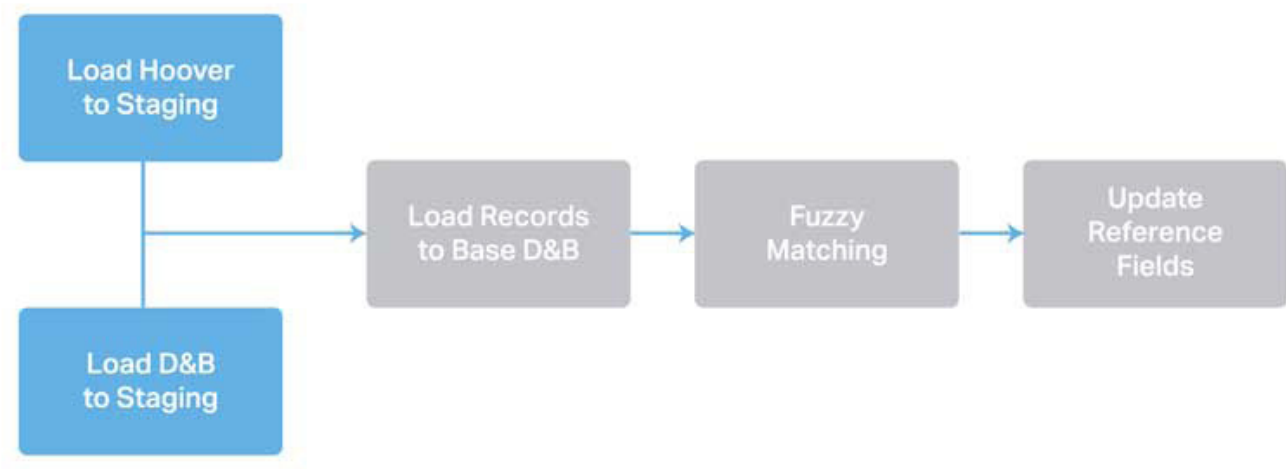 Load Hoover
to Staging
Load D&B
to Staging
Load Records
to Base D&B
Fuzzy
Matching
Update
Reference
Fields